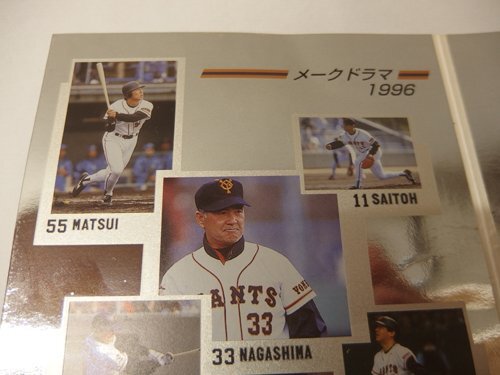 メークドラマ
1996
55 MATSUI
11 SAITOH
ANTS
33
33 NAGASHIMA